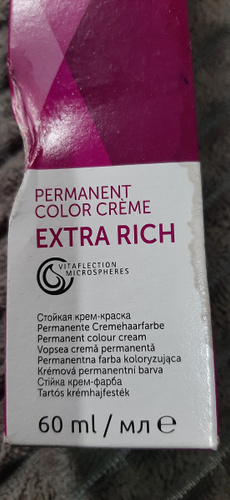 PERMANENT
COLOR CRÈME
EXTRA RICH
VITAFLECTION
MICROSPHERES
Стойкая крем-краска
Permanente Cremehaarfarbe
Permanent colour cream
Vopsea cremă permanentă
Permanentna farba koloryzująca
Krémová permanentní barva
Стійка крем-фарба
Tartós krémhajfesték
60 ml / мл ℮